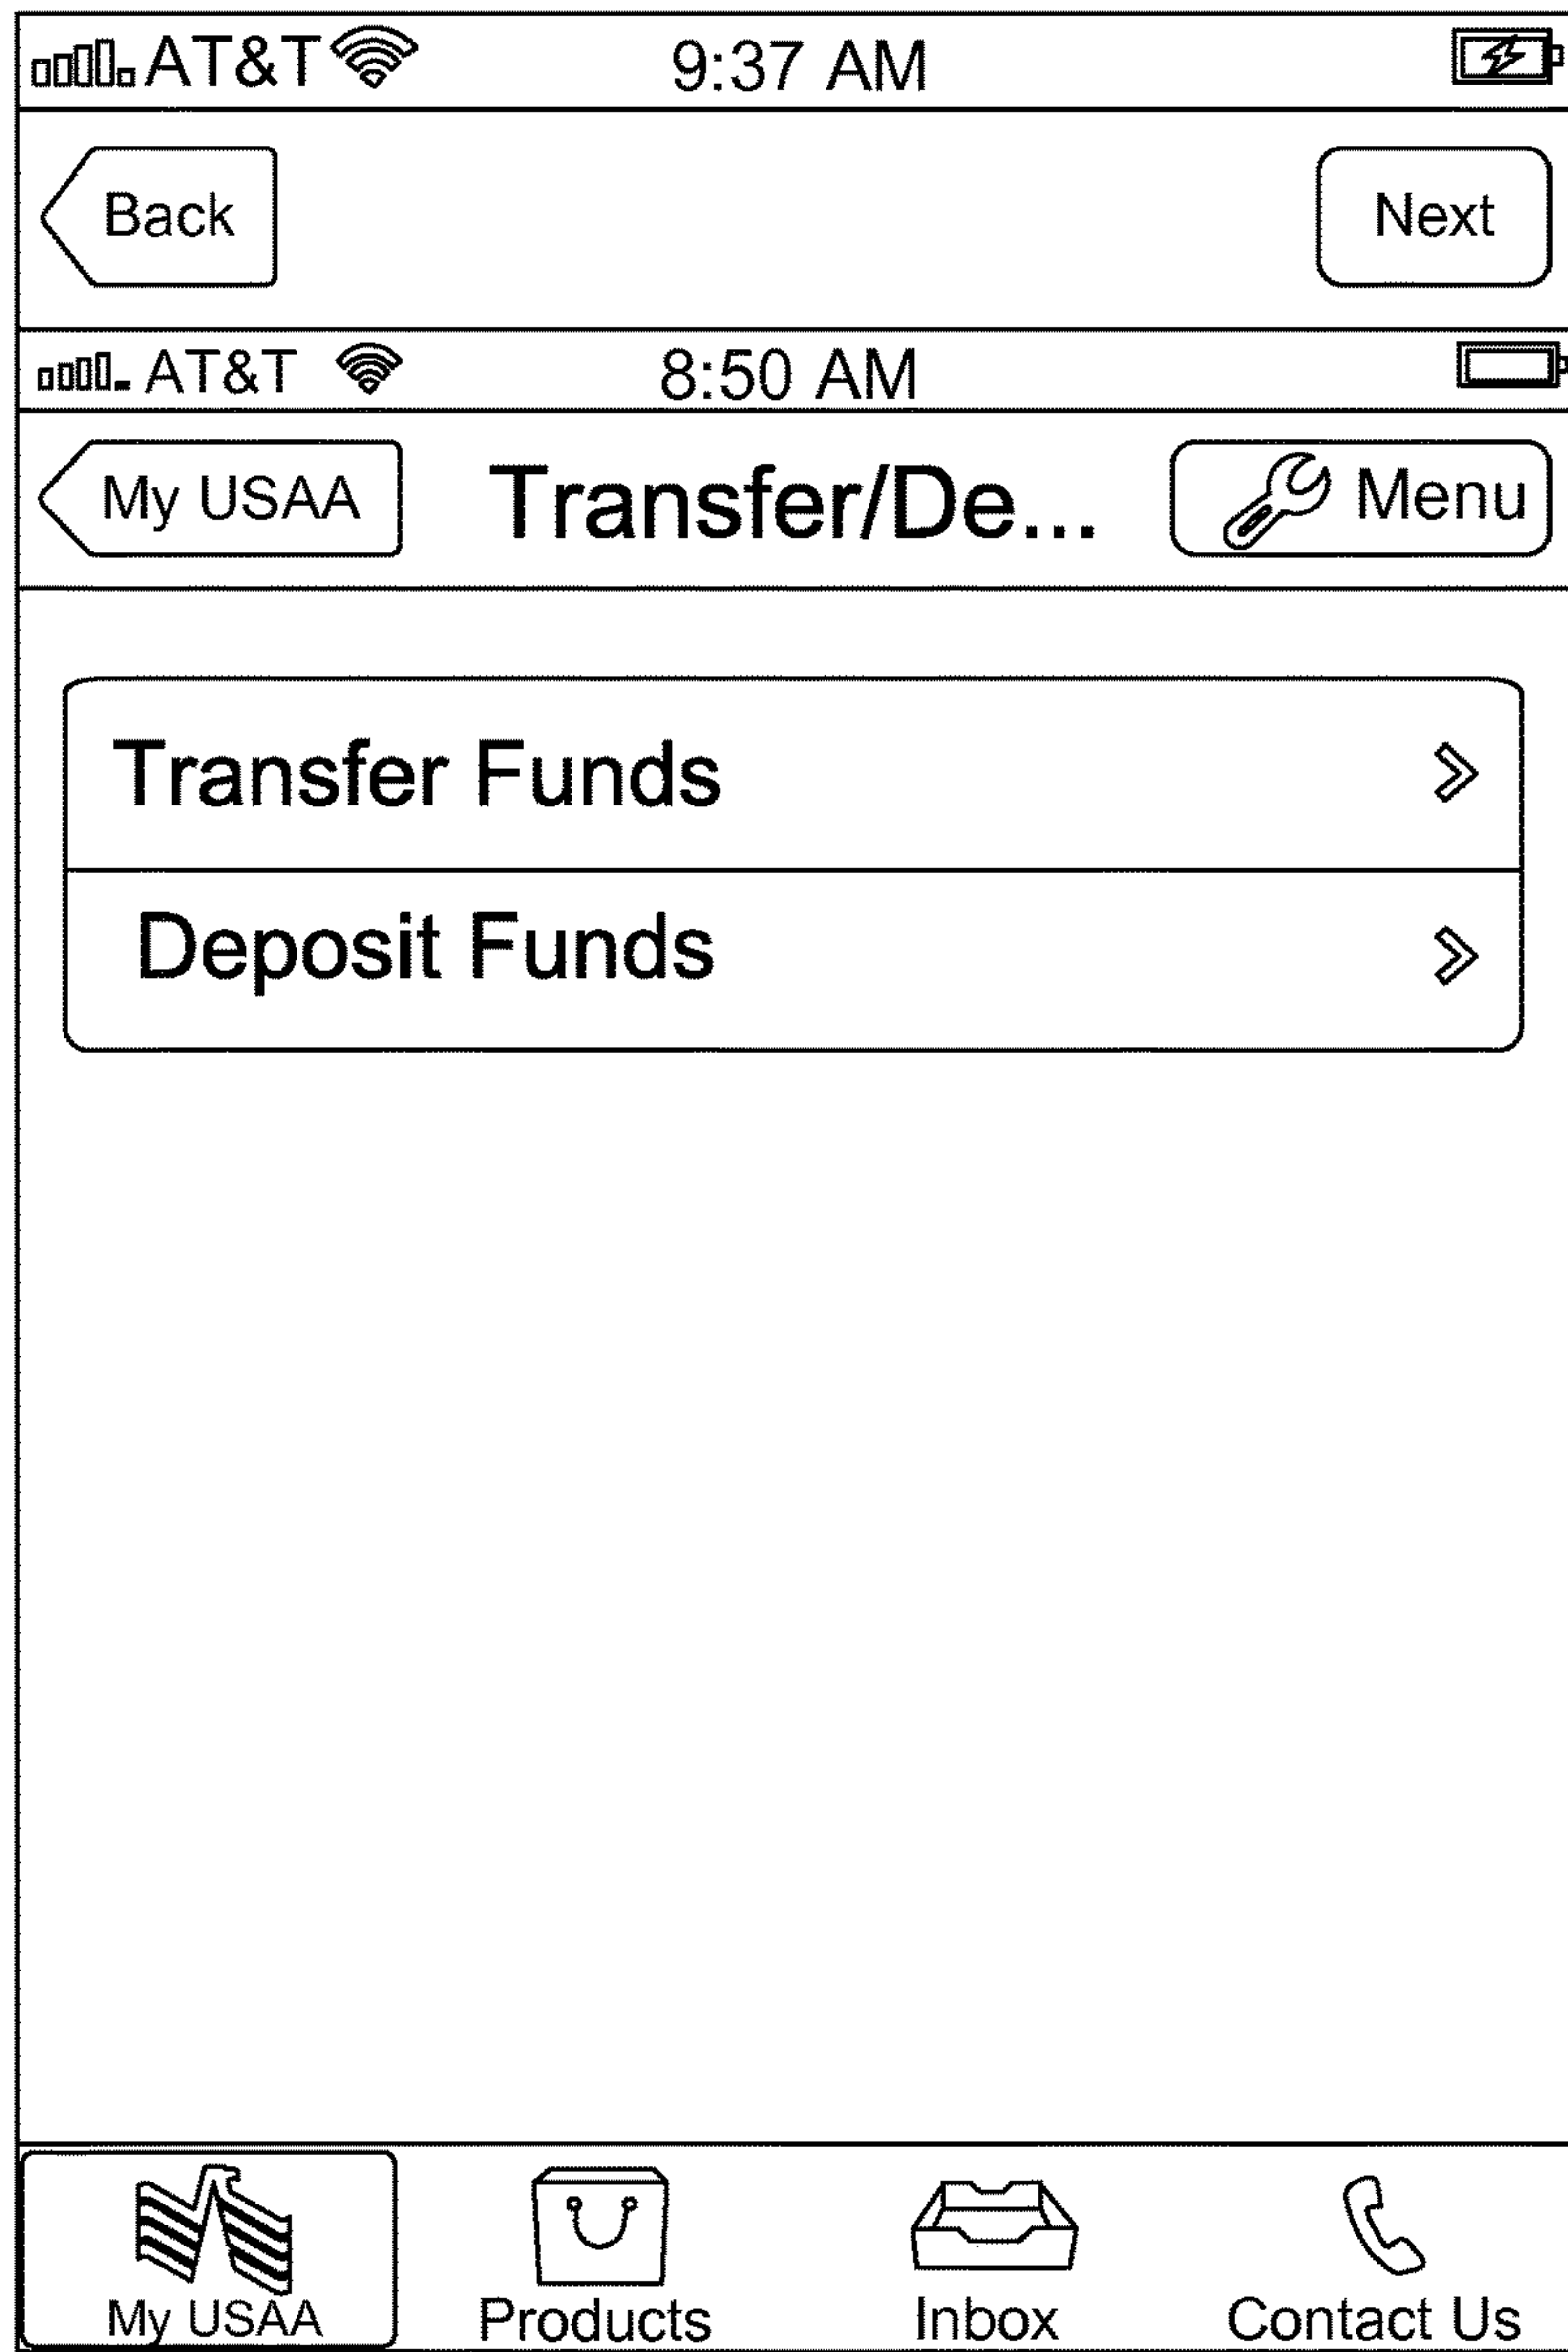 AT&T 9:37 AM
Back Next
AT&T 8:50 AM
My USAA Transfer/De... Menu
Transfer Funds
Deposit Funds
My USAA Products Inbox Contact Us